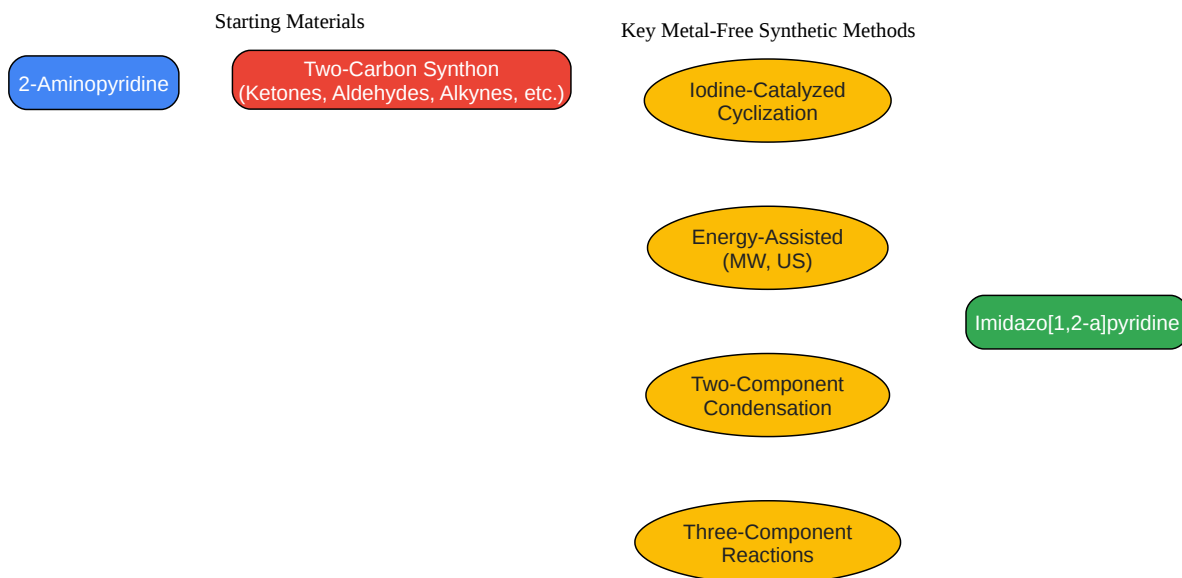 Starting Materials
2-Aminopyridine
Two-Carbon Synthon
(Ketones, Aldehydes, Alkynes, etc.)
Key Metal-Free Synthetic Methods
Iodine-Catalyzed
Cyclization
Energy-Assisted
(MW, US)
Two-Component
Condensation
Three-Component
Reactions
Imidazo[1,2-a]pyridine